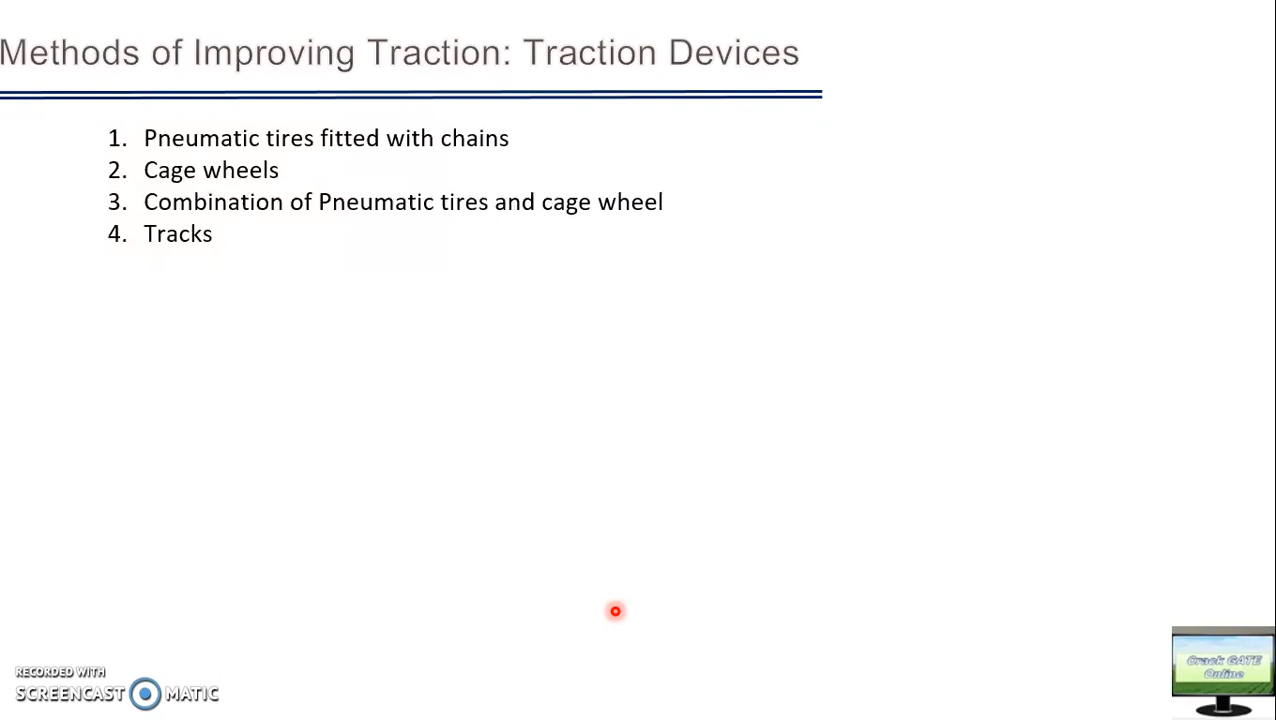 Methods of Improving Traction: Traction Devices
1. Pneumatic tires fitted with chains
2. Cage wheels
3. Combination of Pneumatic tires and cage wheel
4. Tracks
RECORDED WITH
SCREENCAST MATIC
Crack GATE
Online